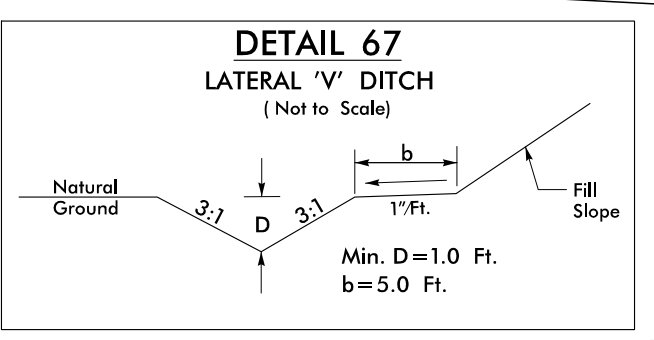 DETAIL 67
LATERAL 'V' DITCH
( Not to Scale)
b
Natural
Ground
3:1
D
3:1
1"/Ft.
Fill
Slope
Min. D=1.0 Ft.
b=5.0 Ft.